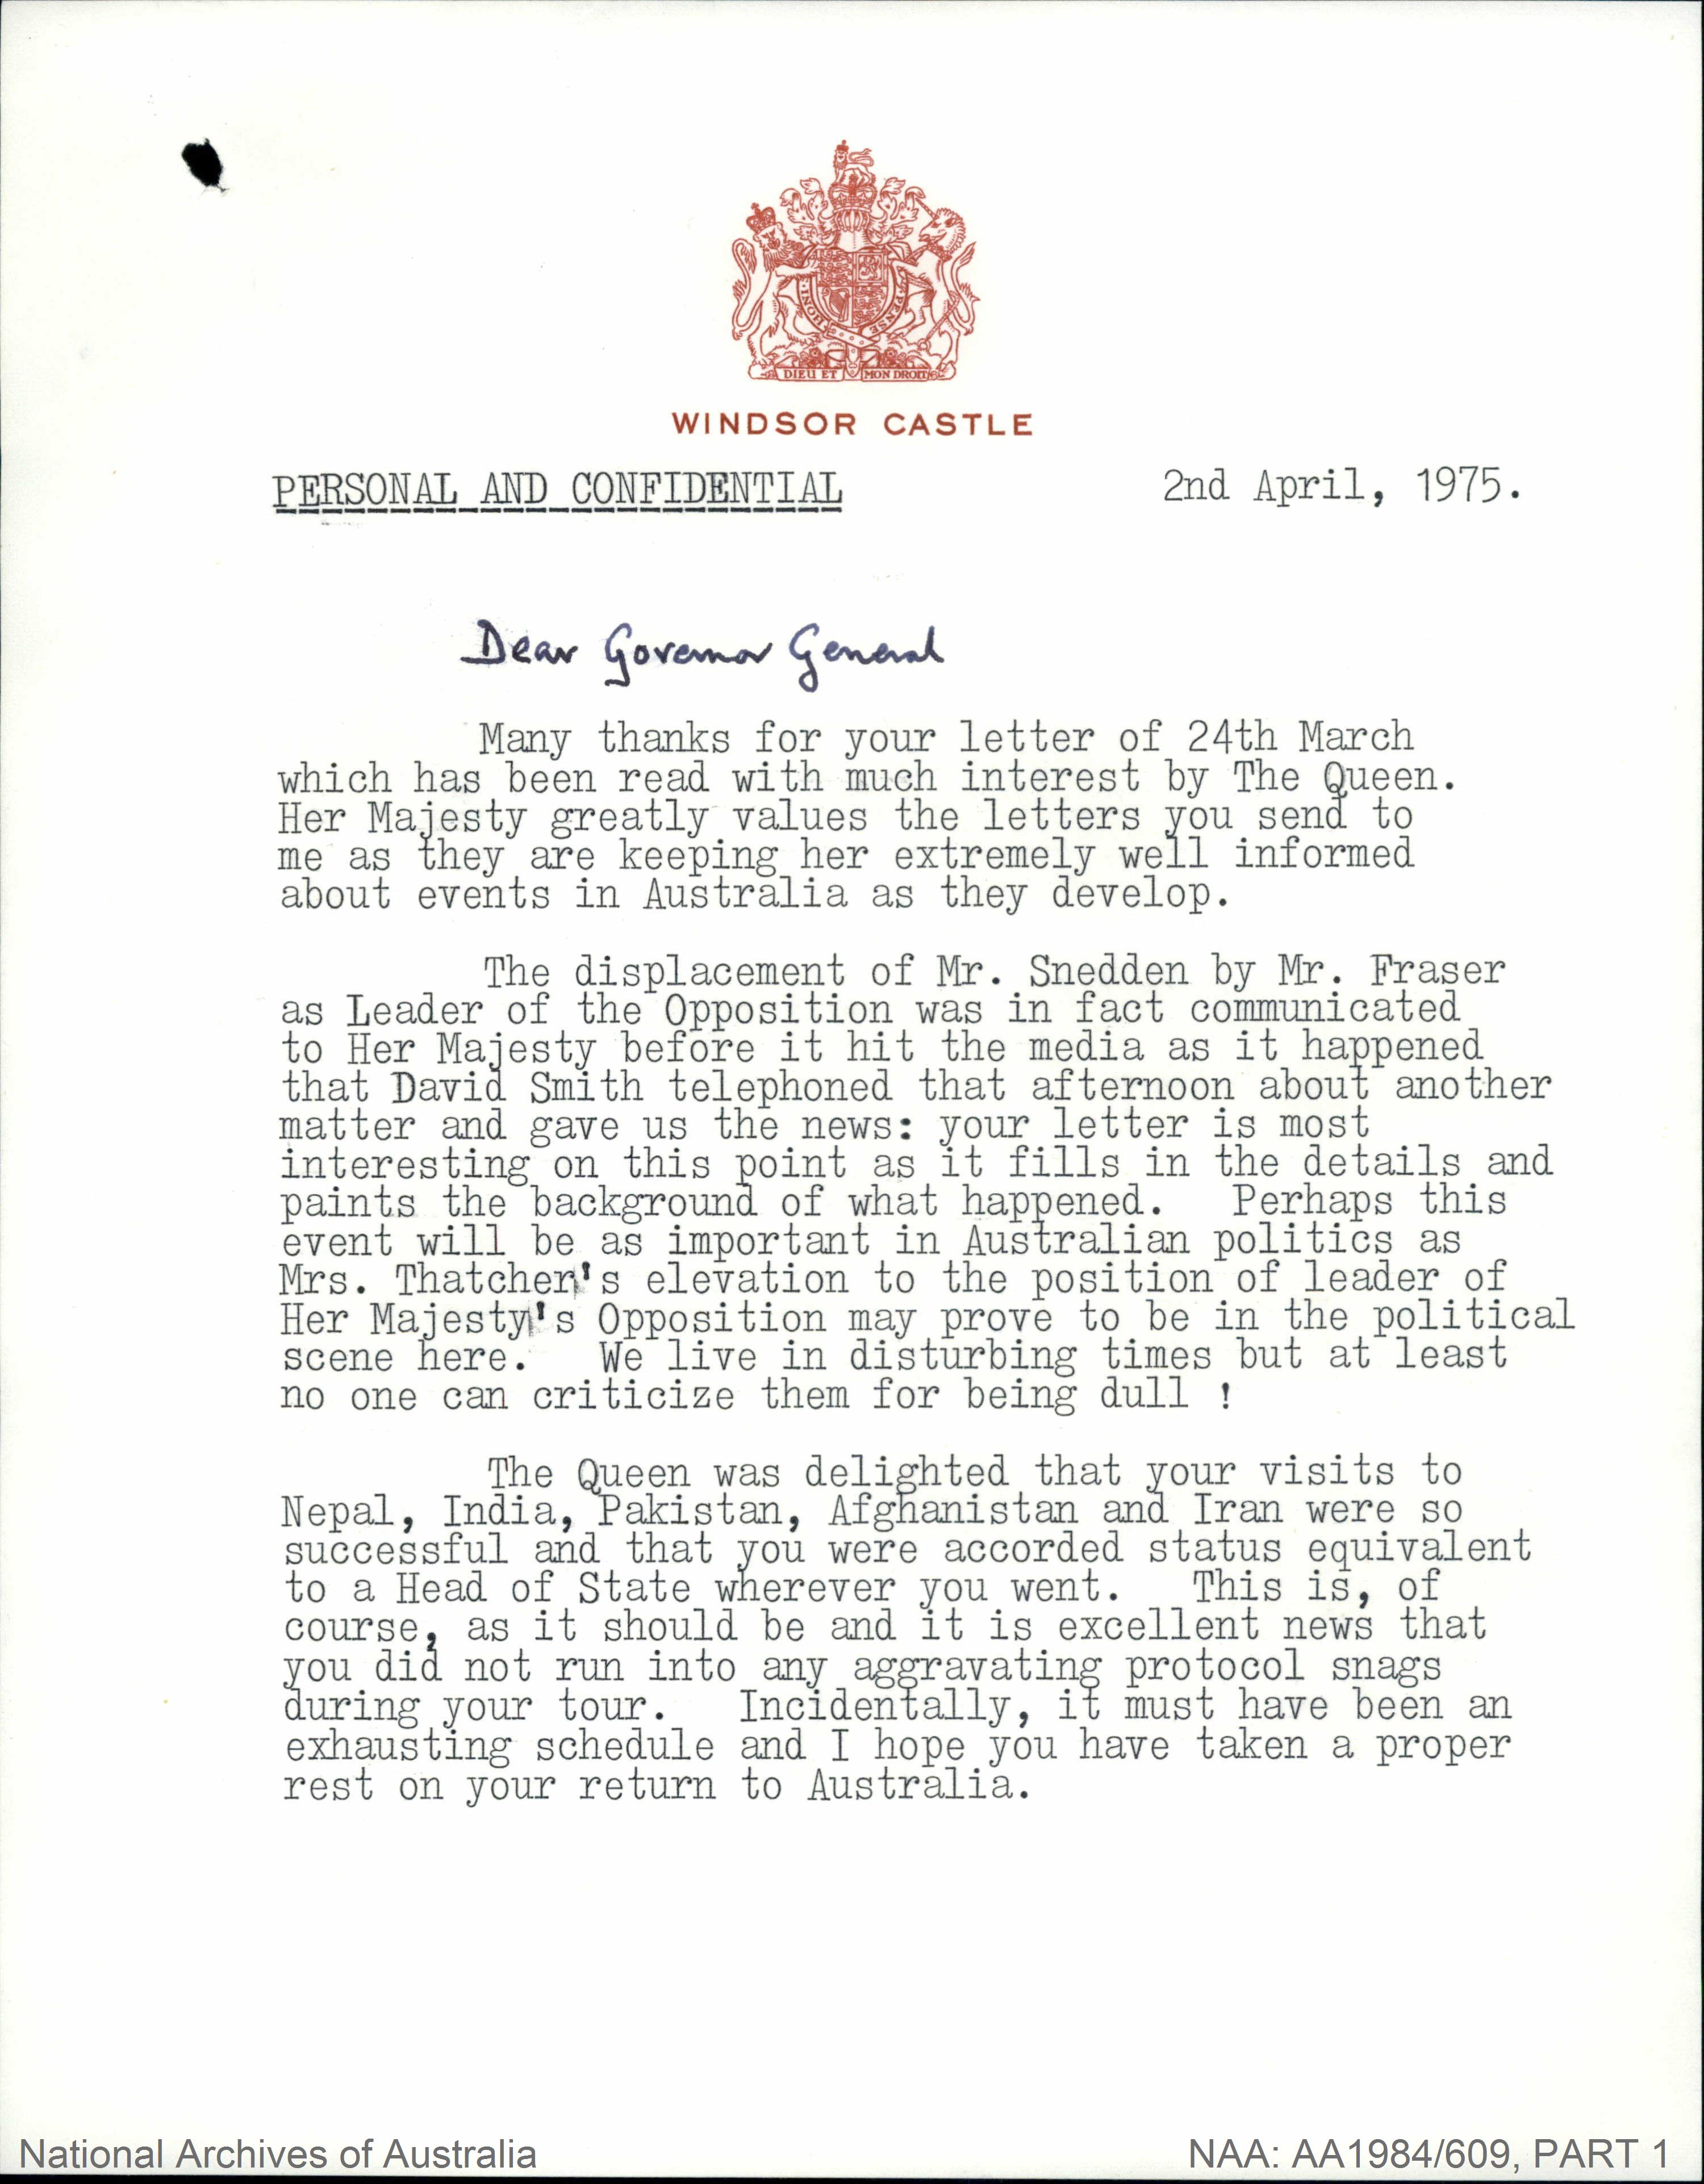 HONI
PENSE
DIEU ET MON DROIT
WINDSOR CASTLE
PERSONAL AND CONFIDENTIAL 2nd April, 1975.
Dear Governor General
Many thanks for your letter of 24th March
which has been read with much interest by The Queen.
Her Majesty greatly values the letters you send to
me as they are keeping her extremely well informed
about events in Australia as they develop.
The displacement of Mr. Snedden by Mr. Fraser
as Leader of the Opposition was in fact communicated
to Her Majesty before it hit the media as it happened
that David Smith telephoned that afternoon about another
matter and gave us the news: your letter is most
interesting on this point as it fills in the details and
paints the background of what happened. Perhaps this
event will be as important in Australian politics as
Mrs. Thatcher's elevation to the position of leader of
Her Majesty's Opposition may prove to be in the political
scene here. We live in disturbing times but at least
no one can criticize them for being dull !
The Queen was delighted that your visits to
Nepal, India, Pakistan, Afghanistan and Iran were so
successful and that you were accorded status equivalent
to a Head of State wherever you went. This is, of
course, as it should be and it is excellent news that
you did not run into any aggravating protocol snags
during your tour. Incidentally, it must have been an
exhausting schedule and I hope you have taken a proper
rest on your return to Australia.
National Archives of Australia NAA: AA1984/609, PART 1